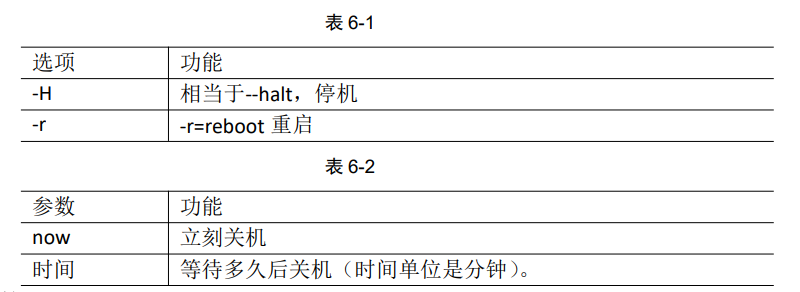 表 6-1
选项 功能
-H 相当于--halt，停机
-r -r=reboot 重启
表 6-2
参数 功能
now 立刻关机
时间 等待多久后关机（时间单位是分钟）。